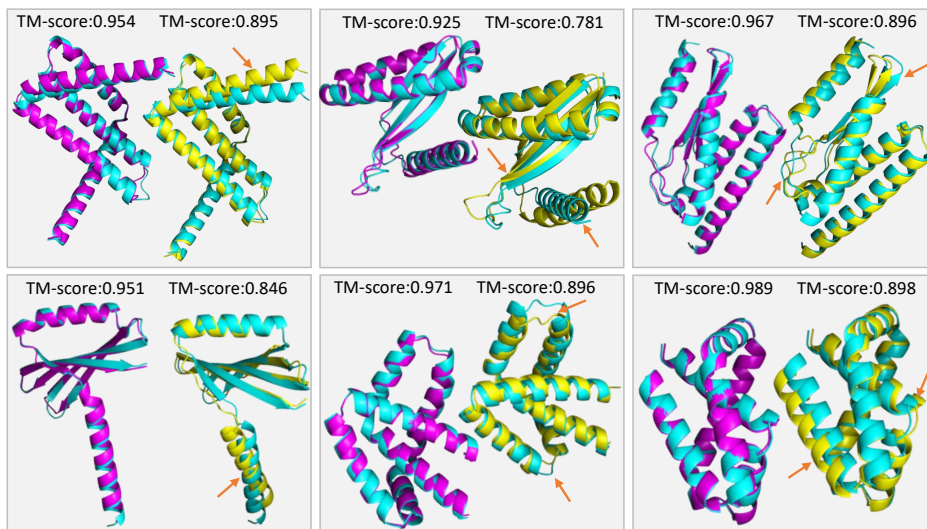 TM-score:0.954 TM-score:0.895
TM-score:0.925 TM-score:0.781
TM-score:0.967 TM-score:0.896
TM-score:0.951 TM-score:0.846
TM-score:0.971 TM-score:0.896
TM-score:0.989 TM-score:0.898